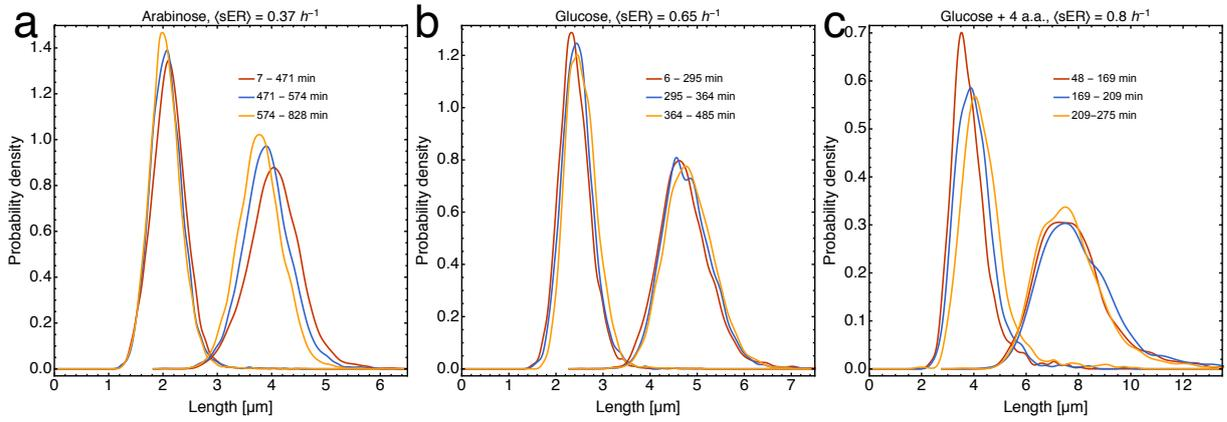 a
Arabinose, ⟨sER⟩ = 0.37 h⁻¹
7 – 471 min
471 – 574 min
574 – 828 min
Probability density
1.4
1.2
1.0
0.8
0.6
0.4
0.2
0.0
0 1 2 3 4 5 6
Length [µm]
b
Glucose, ⟨sER⟩ = 0.65 h⁻¹
6 – 295 min
295 – 364 min
364 – 485 min
Probability density
1.2
1.0
0.8
0.6
0.4
0.2
0.0
0 1 2 3 4 5 6 7
Length [µm]
c
Glucose + 4 a.a., ⟨sER⟩ = 0.8 h⁻¹
48 – 169 min
169 – 209 min
209–275 min
Probability density
0.7
0.6
0.5
0.4
0.3
0.2
0.1
0.0
0 2 4 6 8 10 12
Length [µm]